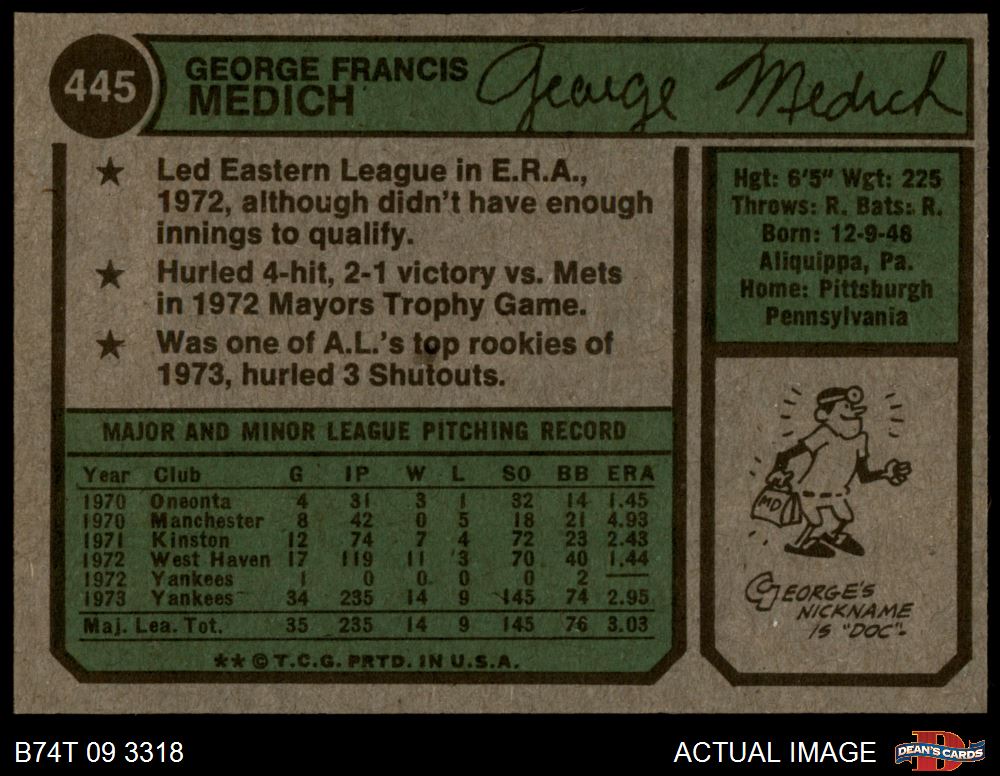 445
GEORGE FRANCIS
MEDICH
George Medich
★ Led Eastern League in E.R.A.,
1972, although didn't have enough
innings to qualify.
★ Hurled 4-hit, 2-1 victory vs. Mets
in 1972 Mayors Trophy Game.
★ Was one of A.L.'s top rookies of
1973, hurled 3 Shutouts.
Hgt: 6'5" Wgt: 225
Throws: R. Bats: R.
Born: 12-9-48
Aliquippa, Pa.
Home: Pittsburgh
Pennsylvania
MAJOR AND MINOR LEAGUE PITCHING RECORD
Year Club G IP W L SO BB ERA
1970 Oneonta 4 31 3 1 32 14 1.45
1970 Manchester 8 42 0 5 18 21 4.93
1971 Kinston 12 74 7 4 72 23 2.43
1972 West Haven 17 119 11 3 70 40 1.44
1972 Yankees 1 0 0 0 0 2 —
1973 Yankees 34 235 14 9 145 74 2.95
Maj. Lea. Tot. 35 235 14 9 145 76 3.03
** © T.C.G. PRTD. IN U.S.A.
MD
GEORGE'S
NICKNAME
IS "DOC".
B74T 09 3318
ACTUAL IMAGE
DEAN'S CARDS